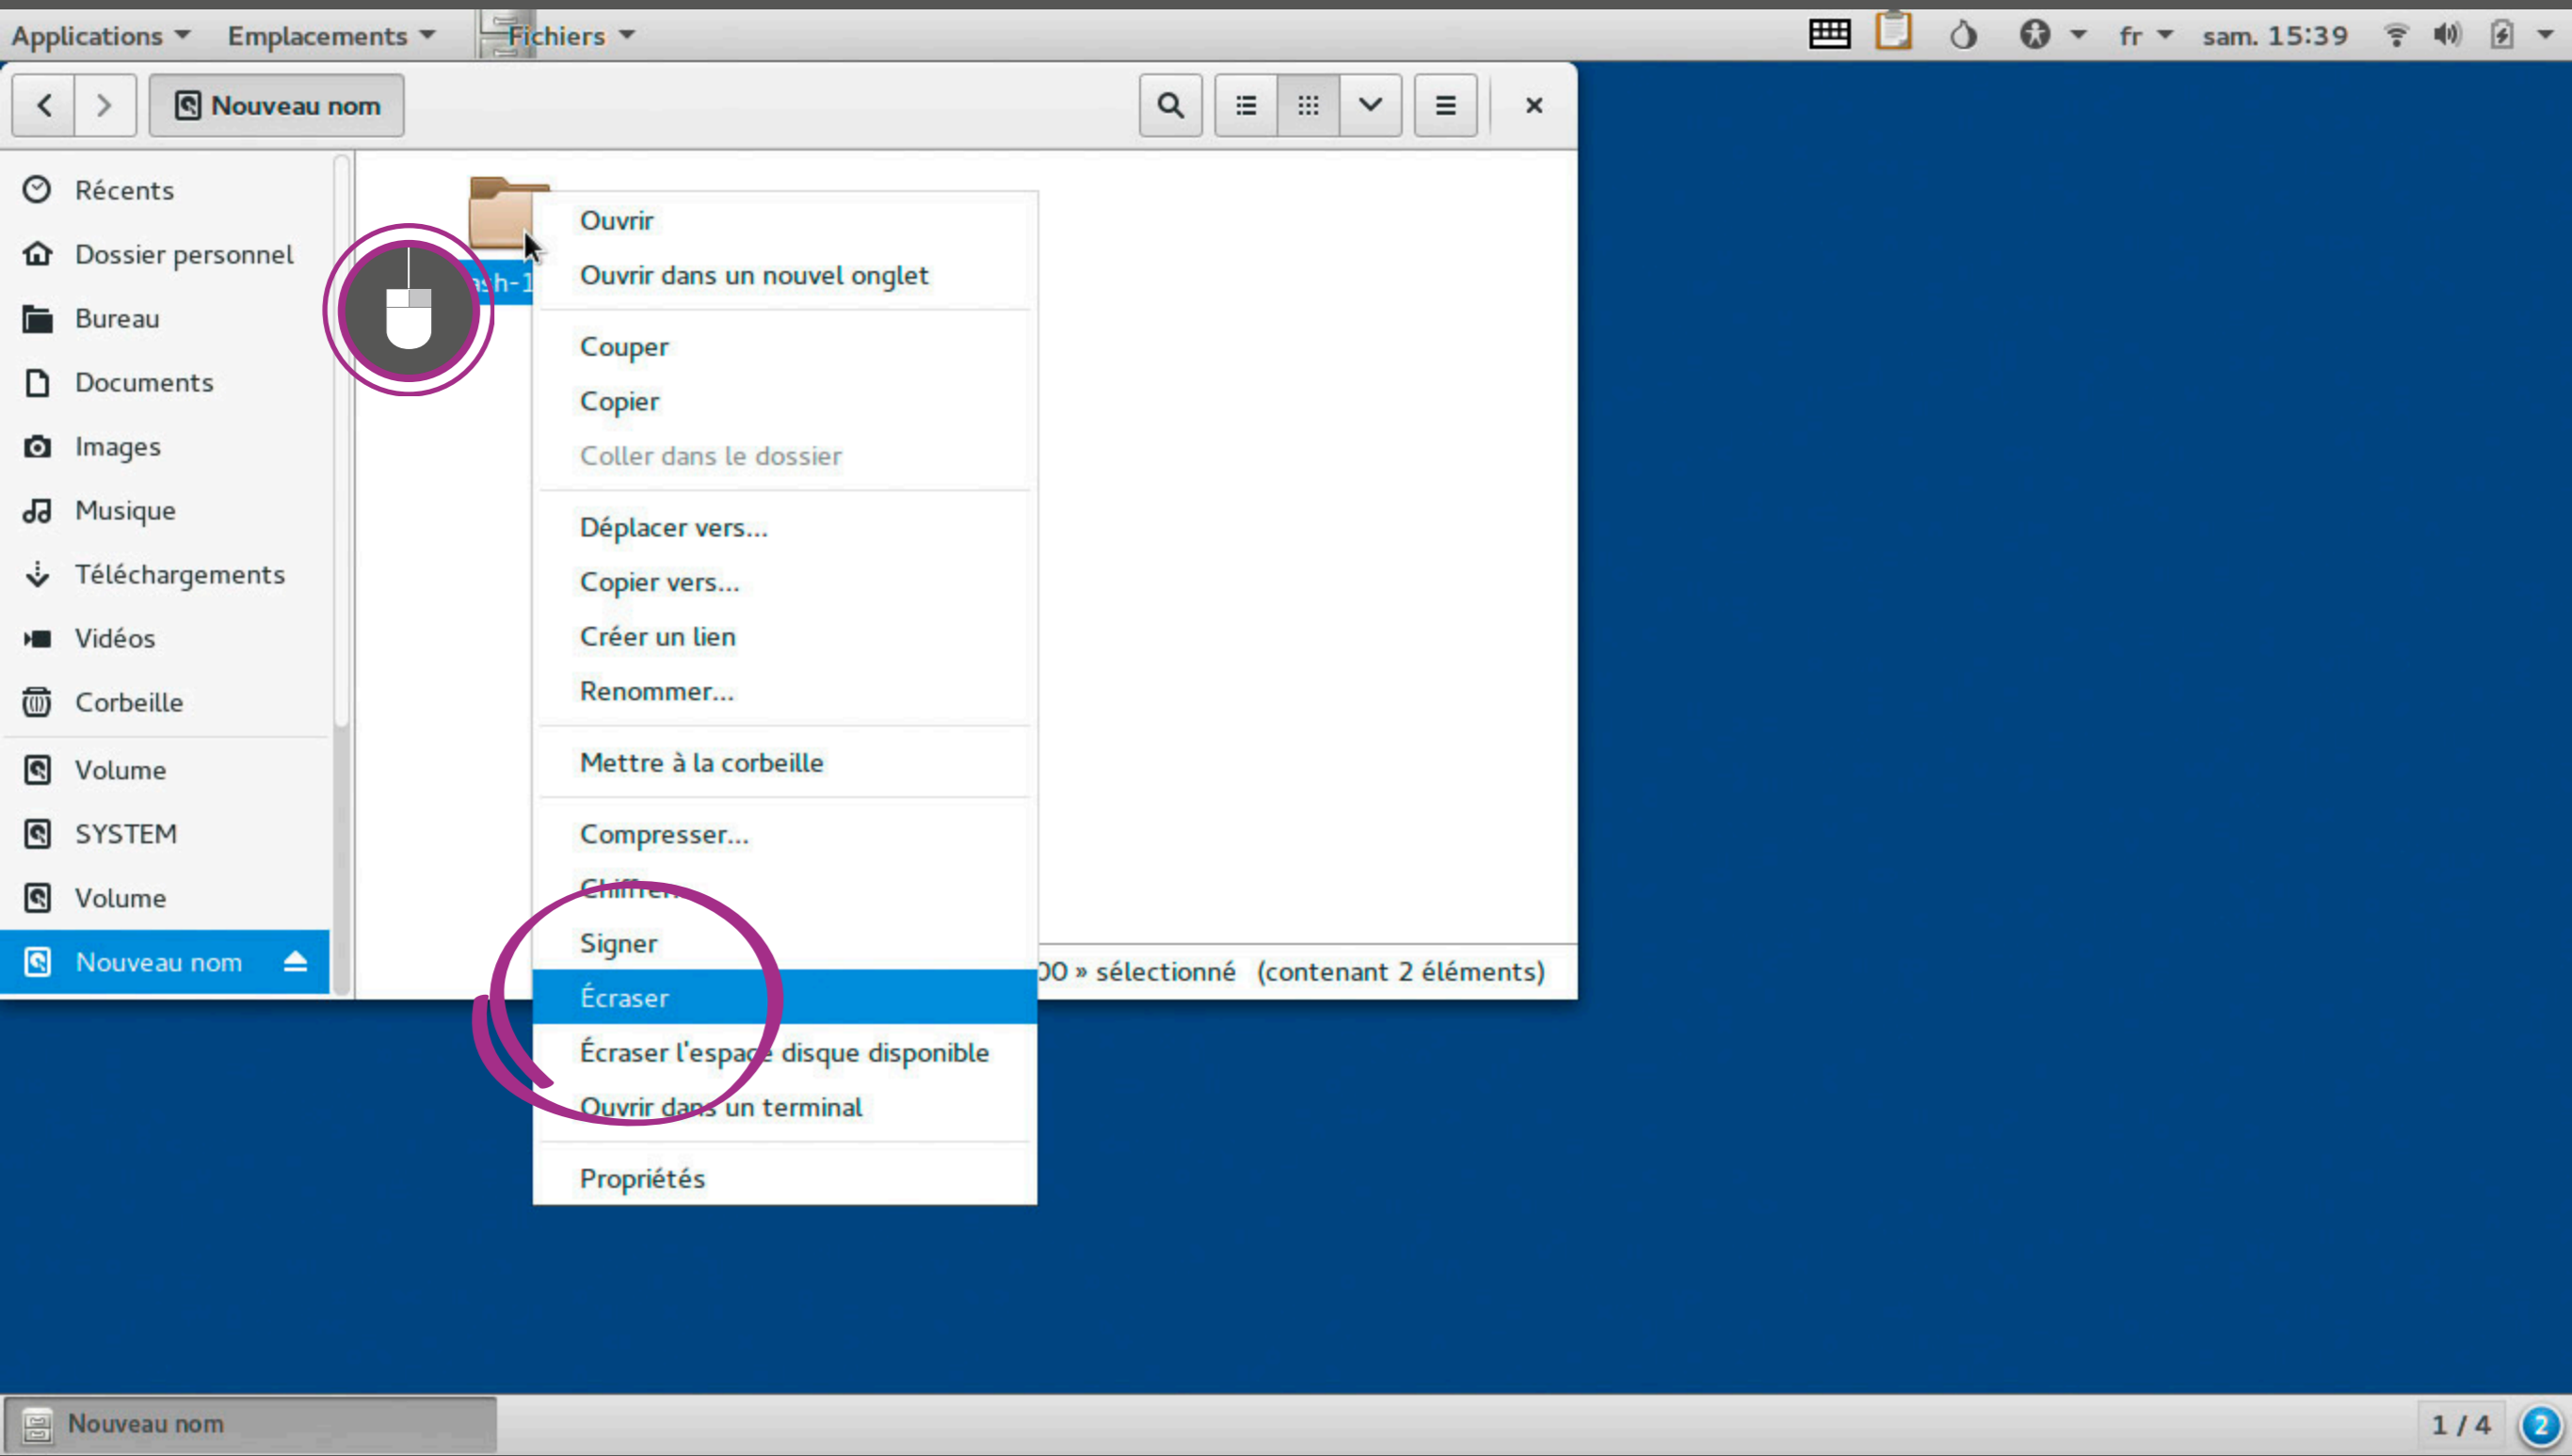 Applications Emplacements Fichiers fr sam. 15:39
Nouveau nom
Récents
Dossier personnel
Bureau
Documents
Images
Musique
Téléchargements
Vidéos
Corbeille
Volume
SYSTEM
Volume
Nouveau nom
ash-1
Ouvrir
Ouvrir dans un nouvel onglet
Couper
Copier
Coller dans le dossier
Déplacer vers...
Copier vers...
Créer un lien
Renommer...
Mettre à la corbeille
Compresser...
Signer
Écraser
Écraser l'espace disque disponible
Ouvrir dans un terminal
Propriétés
00 » sélectionné (contenant 2 éléments)
Nouveau nom
1 / 4
2